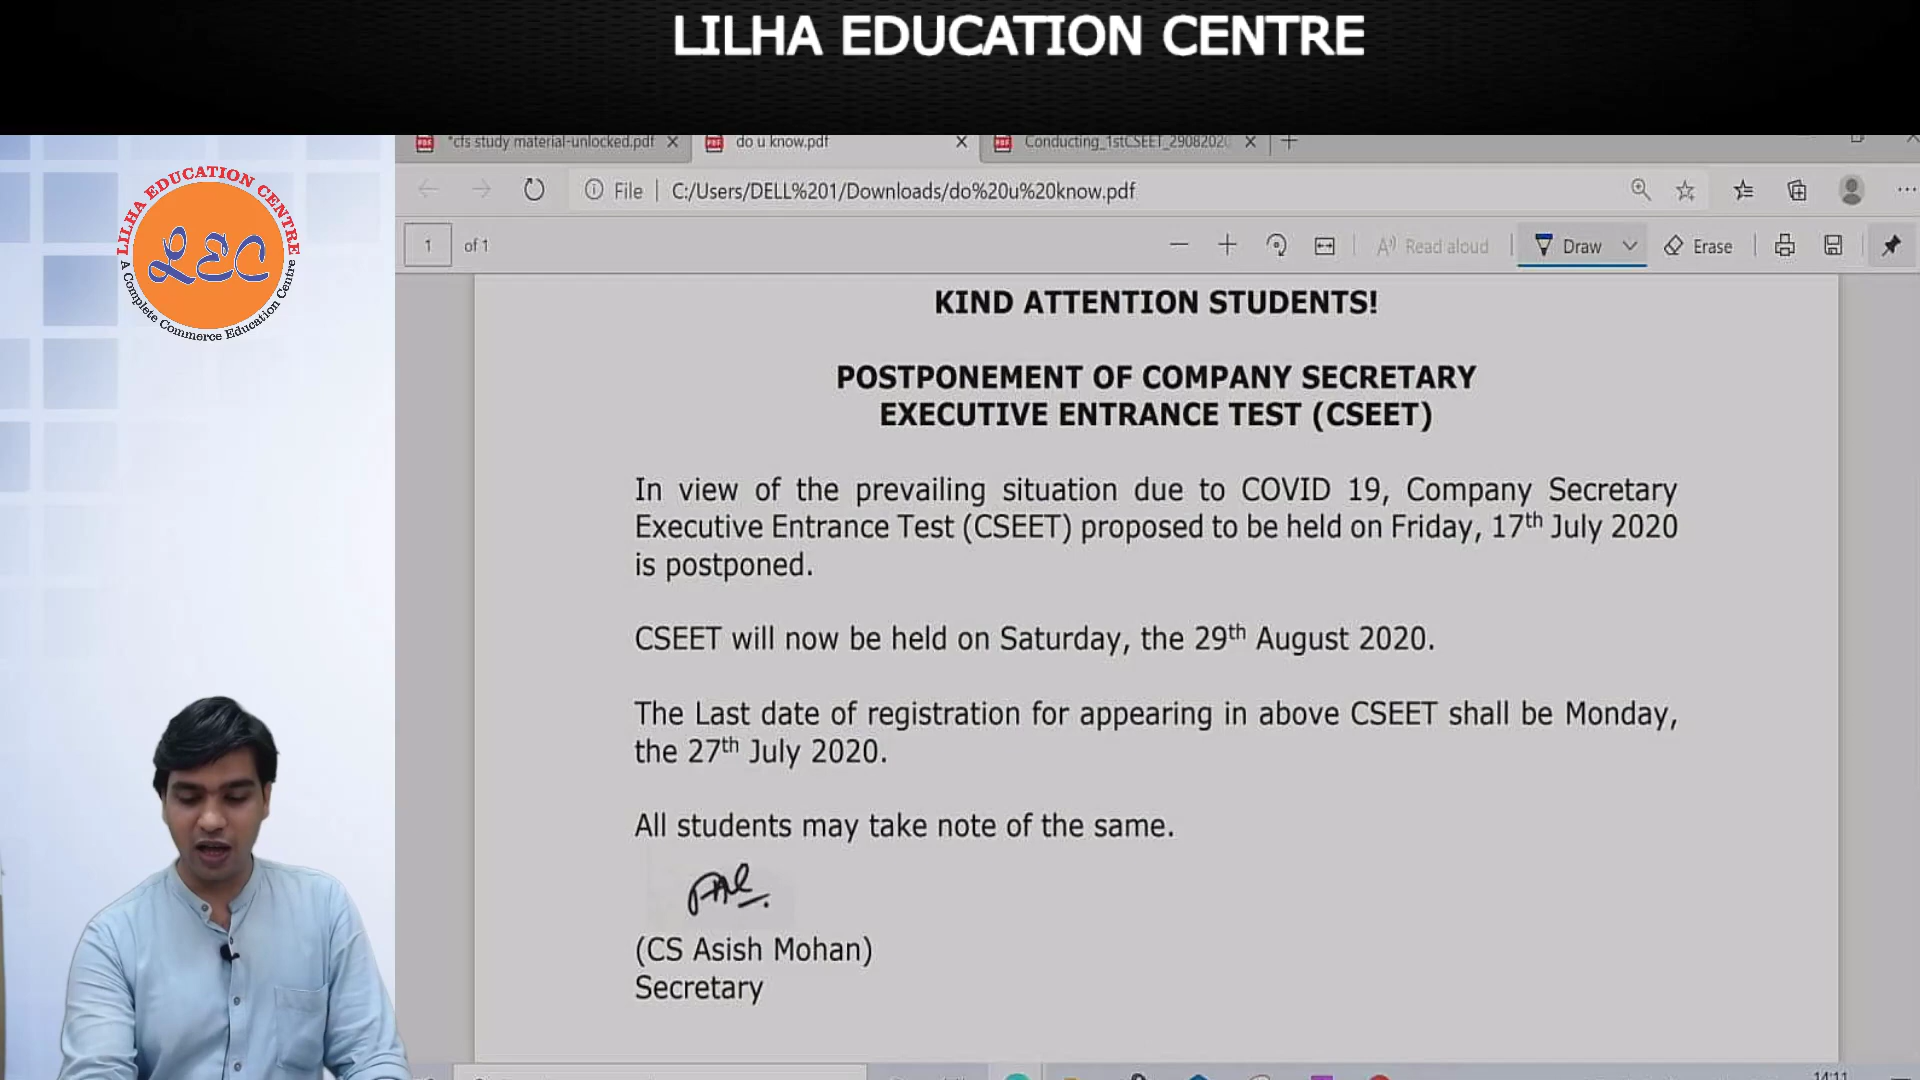 LILHA EDUCATION CENTRE
LILHA EDUCATION CENTRE
LEC
A Complete Commerce Education Centre
*cfs study material-unlocked.pdf
do u know.pdf
Conducting_1stCSEET_2908202
File | C:/Users/DELL%201/Downloads/do%20u%20know.pdf
1 of 1
Read aloud
Draw
Erase
KIND ATTENTION STUDENTS!
POSTPONEMENT OF COMPANY SECRETARY
EXECUTIVE ENTRANCE TEST (CSEET)
In view of the prevailing situation due to COVID 19, Company Secretary
Executive Entrance Test (CSEET) proposed to be held on Friday, 17th July 2020
is postponed.
CSEET will now be held on Saturday, the 29th August 2020.
The Last date of registration for appearing in above CSEET shall be Monday,
the 27th July 2020.
All students may take note of the same.
(CS Asish Mohan)
Secretary
14:11